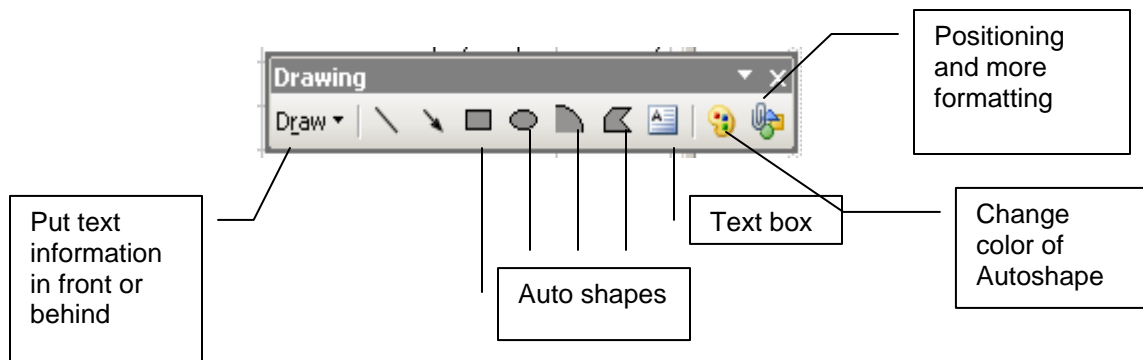 Positioning
and more
formatting
Drawing
Draw
A
Put text
information
in front or
behind
Text box
Change
color of
Autoshape
Auto shapes